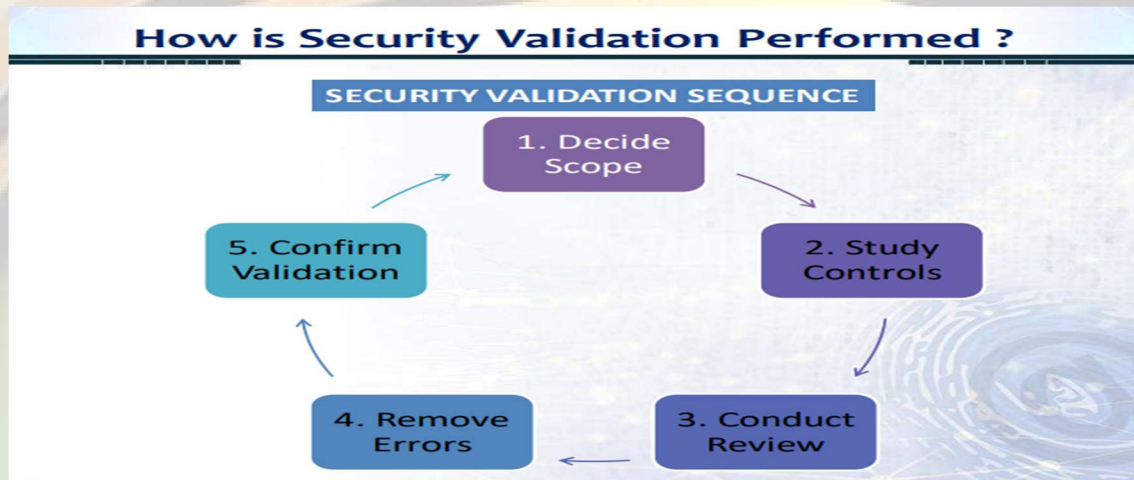 How is Security Validation Performed ?
SECURITY VALIDATION SEQUENCE
1. Decide
Scope
2. Study
Controls
3. Conduct
Review
4. Remove
Errors
5. Confirm
Validation